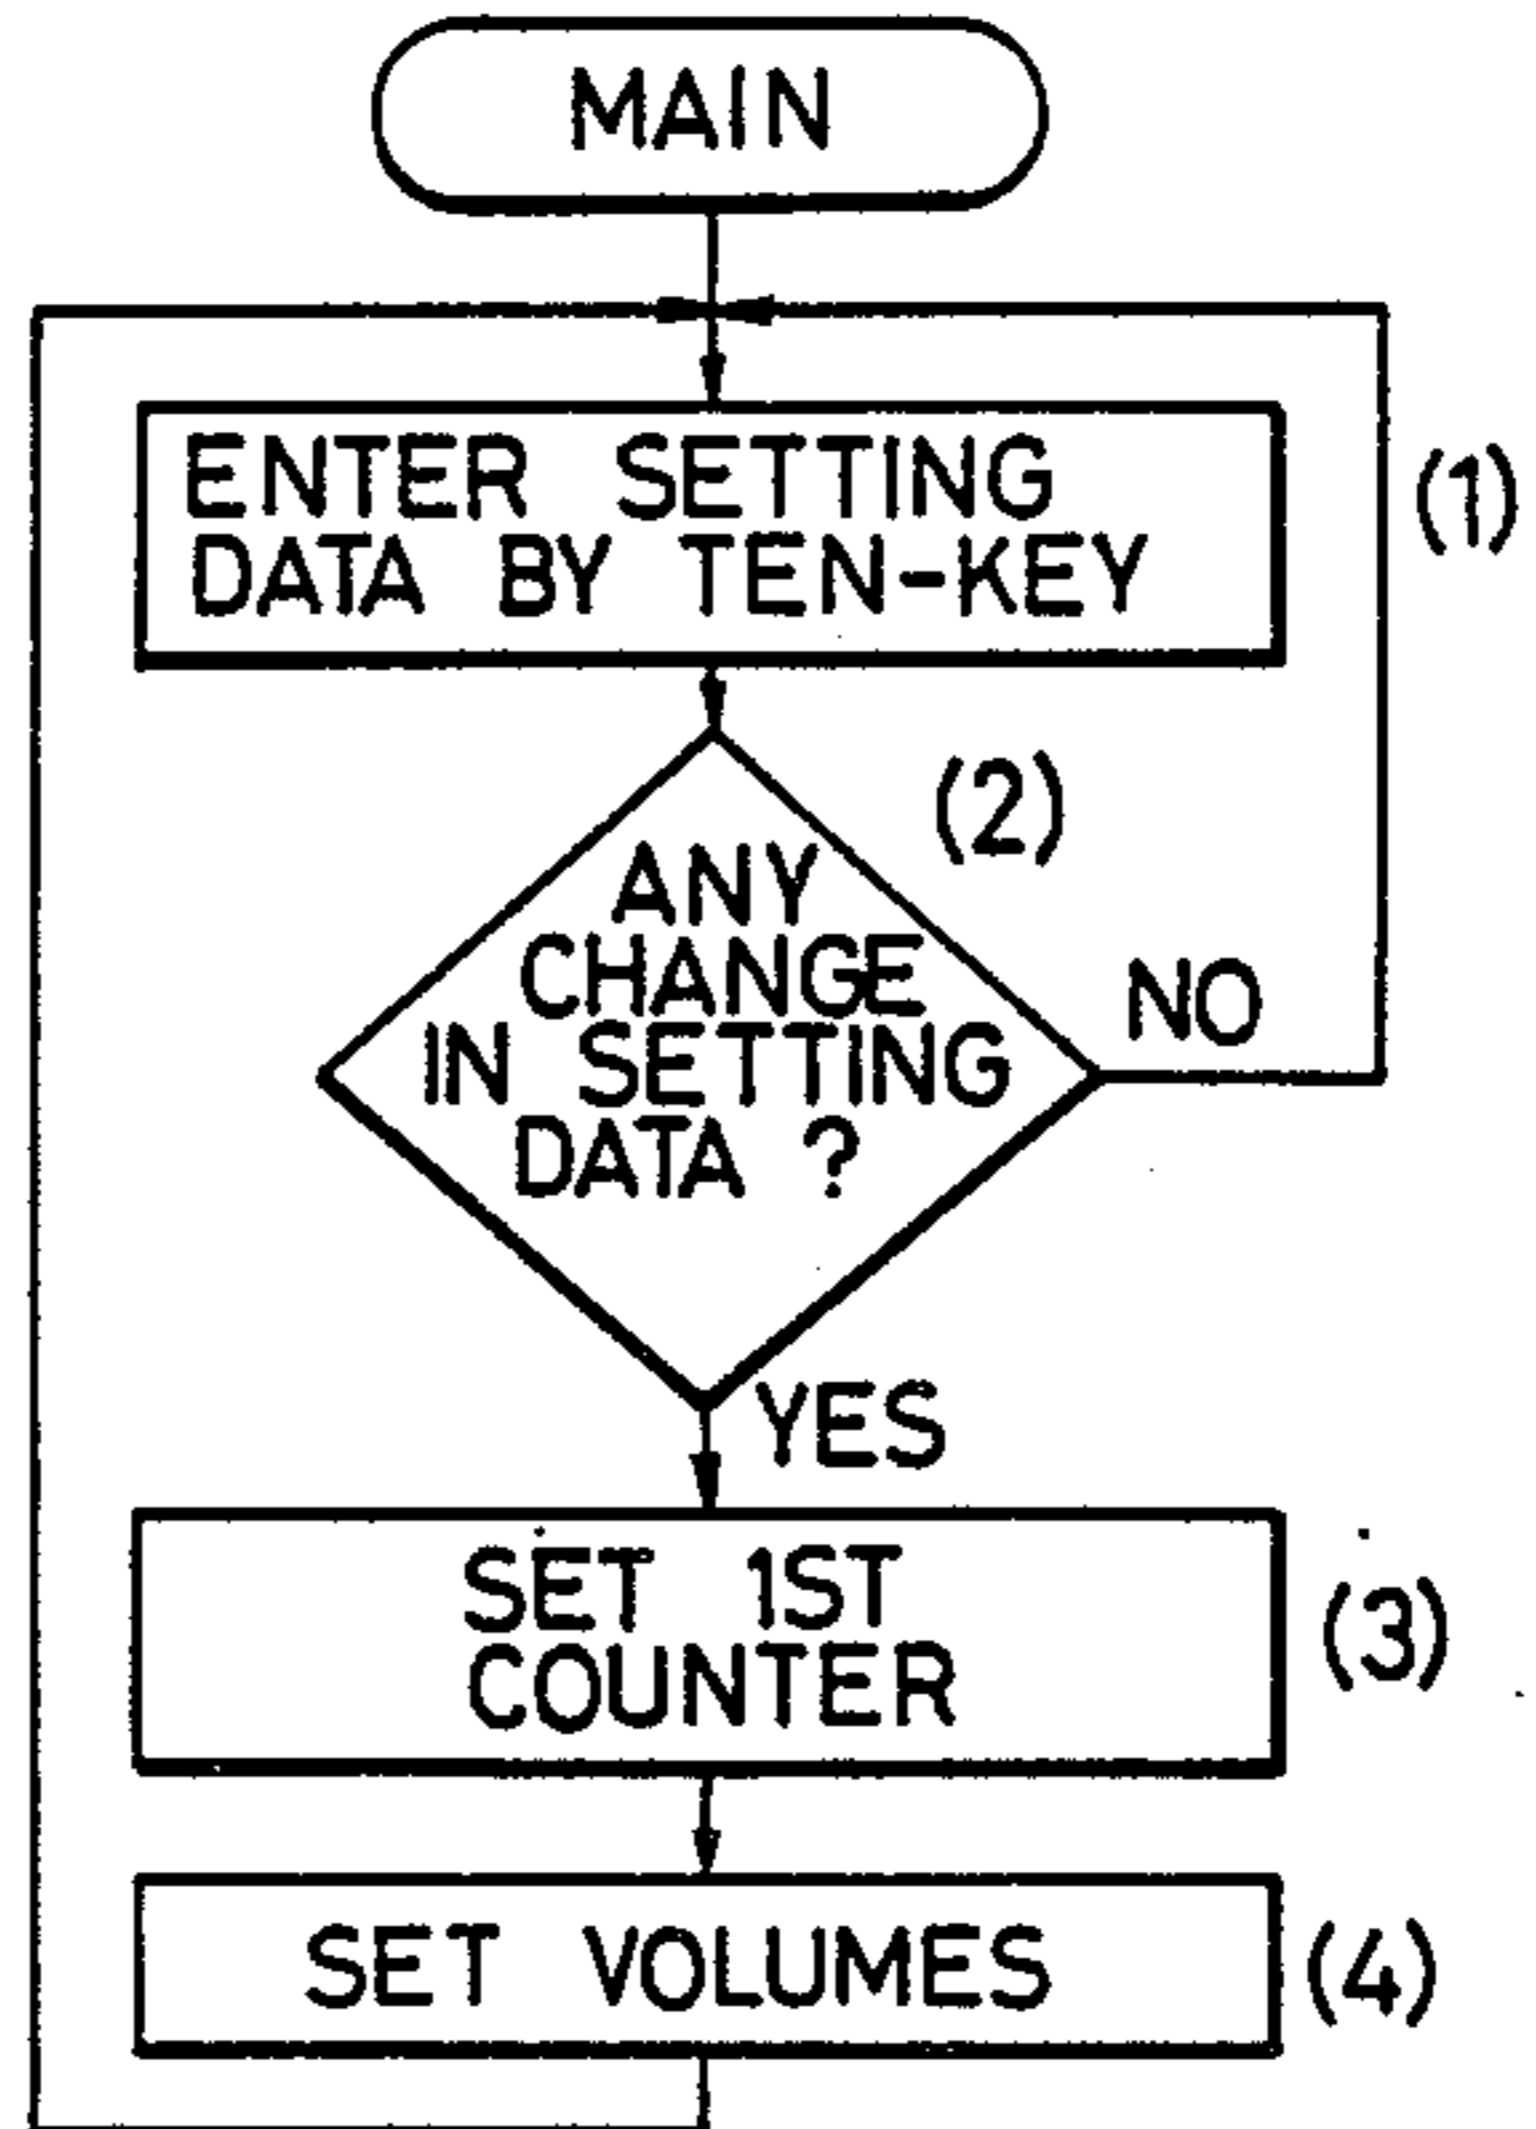 MAIN
ENTER SETTING
DATA BY TEN-KEY
(1)
(2)
ANY
CHANGE
IN SETTING
DATA ?
NO
YES
SET 1ST
COUNTER
(3)
SET VOLUMES
(4)